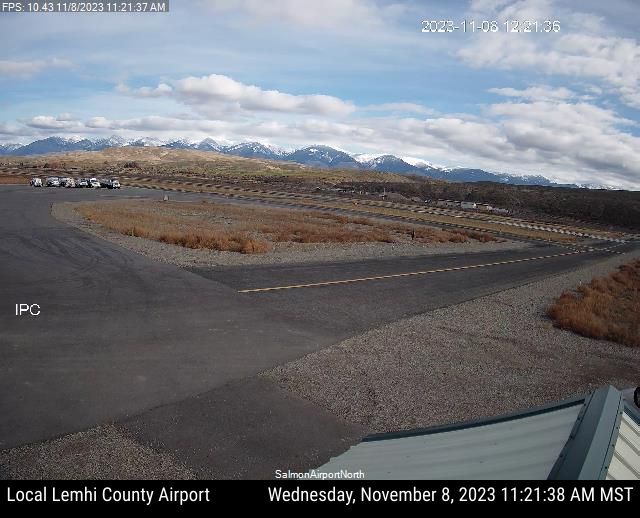 FPS: 10.43 11/8/2023 11:21:37 AM
2023-11-08 12:21:36
IPC
SalmonAirportNorth
Local Lemhi County Airport Wednesday, November 8, 2023 11:21:38 AM MST